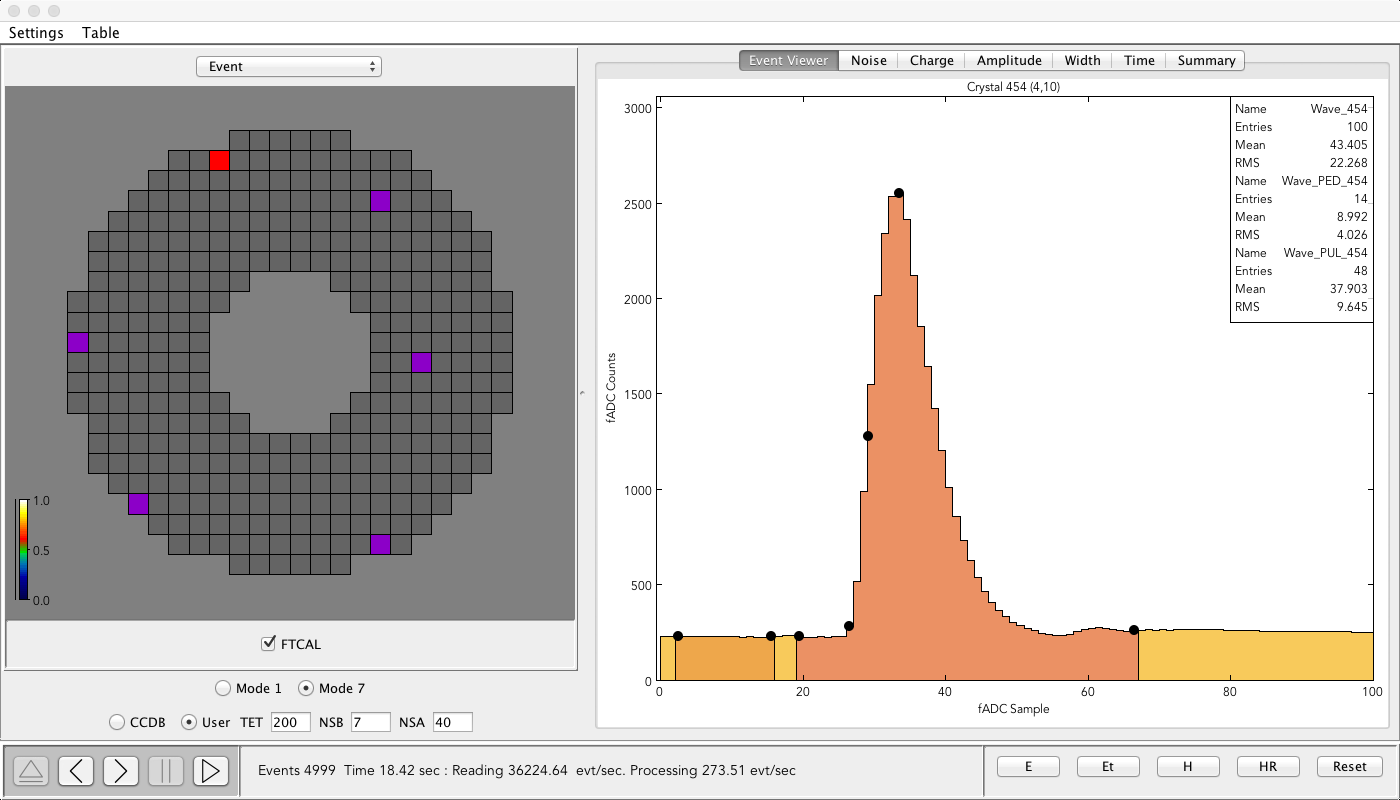 Settings Table
Event
1.0
0.5
0.0
FTCAL
Mode 1 Mode 7
CCDB User TET 200 NSB 7 NSA 40
Event Viewer Noise Charge Amplitude Width Time Summary
Crystal 454 (4,10)
Name Wave_454
Entries 100
Mean 43.405
RMS 22.268
Name Wave_PED_454
Entries 14
Mean 8.992
RMS 4.026
Name Wave_PUL_454
Entries 48
Mean 37.903
RMS 9.645
fADC Counts
3000
2500
2000
1500
1000
500
0
0 20 40 60 80 100
fADC Sample
Events 4999 Time 18.42 sec : Reading 36224.64 evt/sec. Processing 273.51 evt/sec
E Et H HR Reset